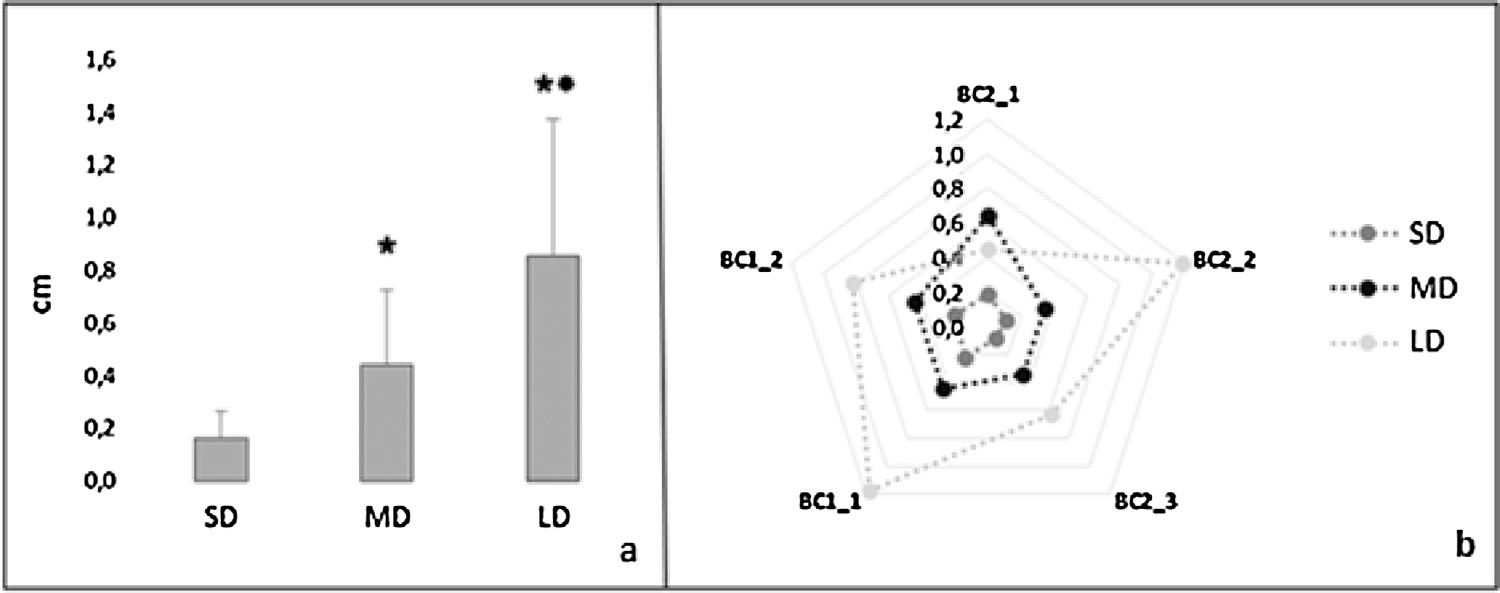 1,6
1,4
1,2
1,0
0,8
0,6
0,4
0,2
0,0
cm
*
*●
SD
MD
LD
a
BC2_1
1,2
1,0
0,8
0,6
0,4
0,2
0,0
BC1_2
BC2_2
BC1_1
BC2_3
SD
MD
LD
b